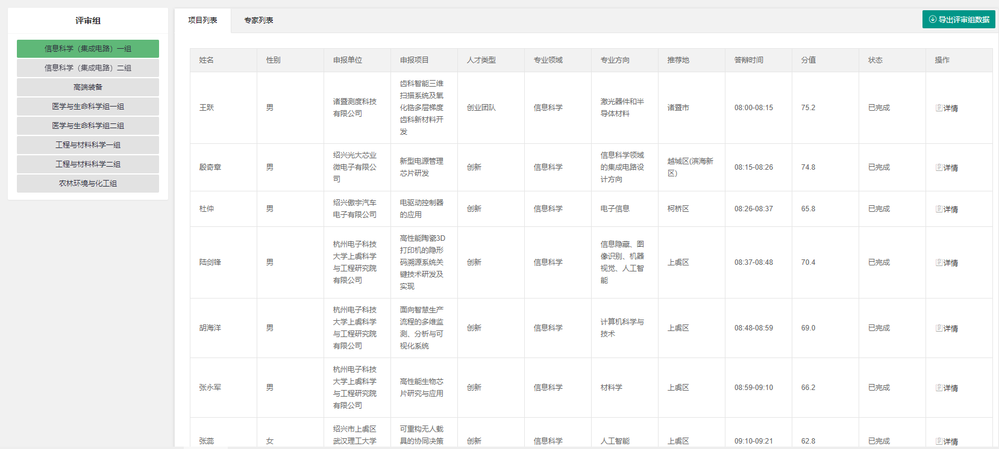 评审组
信息科学（集成电路）一组
信息科学（集成电路）二组
高端装备
医学与生命科学组一组
医学与生命科学组二组
工程与材料科学一组
工程与材料科学二组
农林环境与化工组
项目列表
专家列表
导出评审组数据
姓名 性别 申报单位 申报项目 人才类型 专业领域 专业方向 推荐地 答辩时间 分值 状态 操作
王趺
男
诸暨测度科技
有限公司
齿科智能三维
扫描系统及氧
化锆多层梯度
齿科新材料开
发
创业团队
信息科学
激光器件和半
导体材料
诸暨市
08:00-08:15
75.2
已完成
详情
殷奇章
男
绍兴光大芯业
微电子有限公
司
新型电源管理
芯片研发
创新
信息科学
信息科学领域
的集成电路设
计方向
越城区(滨海新
区)
08:15-08:26
74.8
已完成
详情
杜仲
男
绍兴傲宇汽车
电子有限公司
电驱动控制器
的应用
创新
信息科学
电子信息
柯桥区
08:26-08:37
65.8
已完成
详情
陆剑锋
男
杭州电子科技
大学上虞科学
与工程研究院
有限公司
高性能陶瓷3D
打印机的隐形
码溯源系统关
键技术研发及
实现
创新
信息科学
信息隐藏、图
像识别、机器
视觉、人工智
能
上虞区
08:37-08:48
70.4
已完成
详情
胡海洋
男
杭州电子科技
大学上虞科学
与工程研究院
有限公司
面向智慧生产
流程的多维监
测、分析与可
视化系统
创新
信息科学
计算机科学与
技术
上虞区
08:48-08:59
69.0
已完成
详情
张永军
男
杭州电子科技
大学上虞科学
与工程研究院
有限公司
高性能生物芯
片研究与应用
创新
信息科学
材料学
上虞区
08:59-09:10
66.2
已完成
详情
张蕊
女
绍兴市上虞区
武汉理工大学
可重构无人载
具的协同决策
创新
信息科学
人工智能
上虞区
09:10-09:21
62.8
已完成
详情